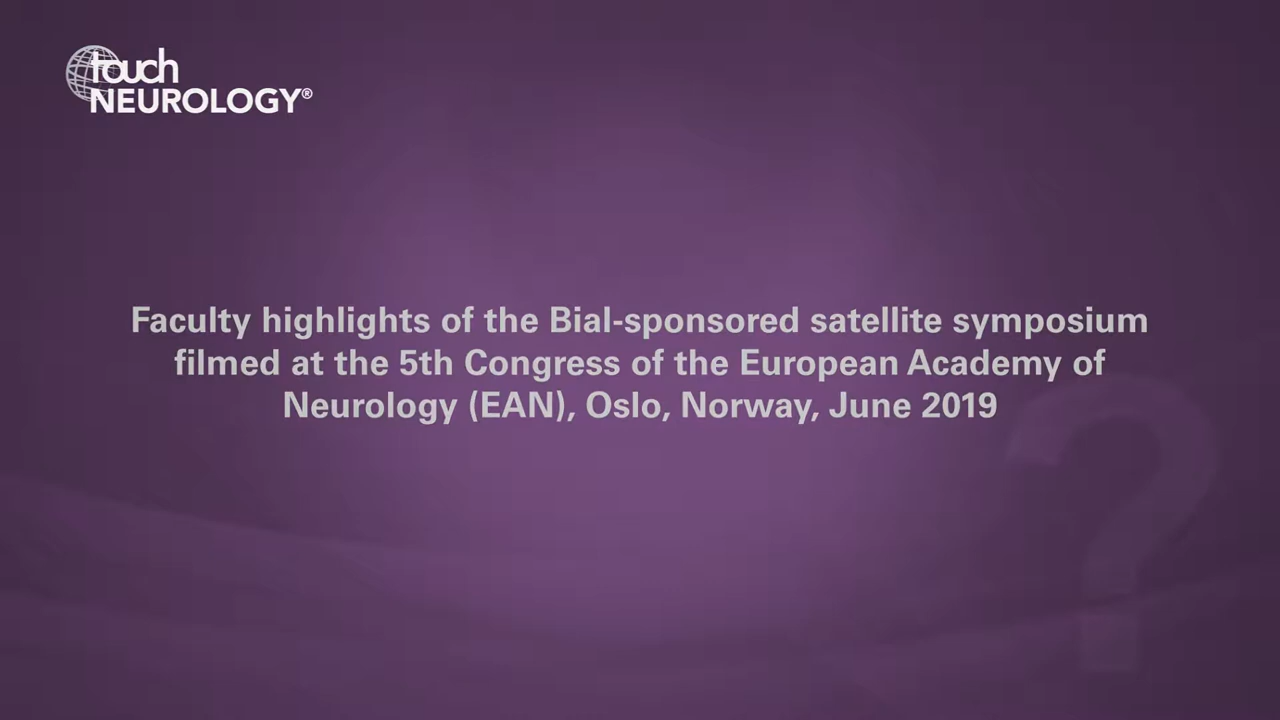 touch
NEUROLOGY®
Faculty highlights of the Bial-sponsored satellite symposium
filmed at the 5th Congress of the European Academy of
Neurology (EAN), Oslo, Norway, June 2019
?